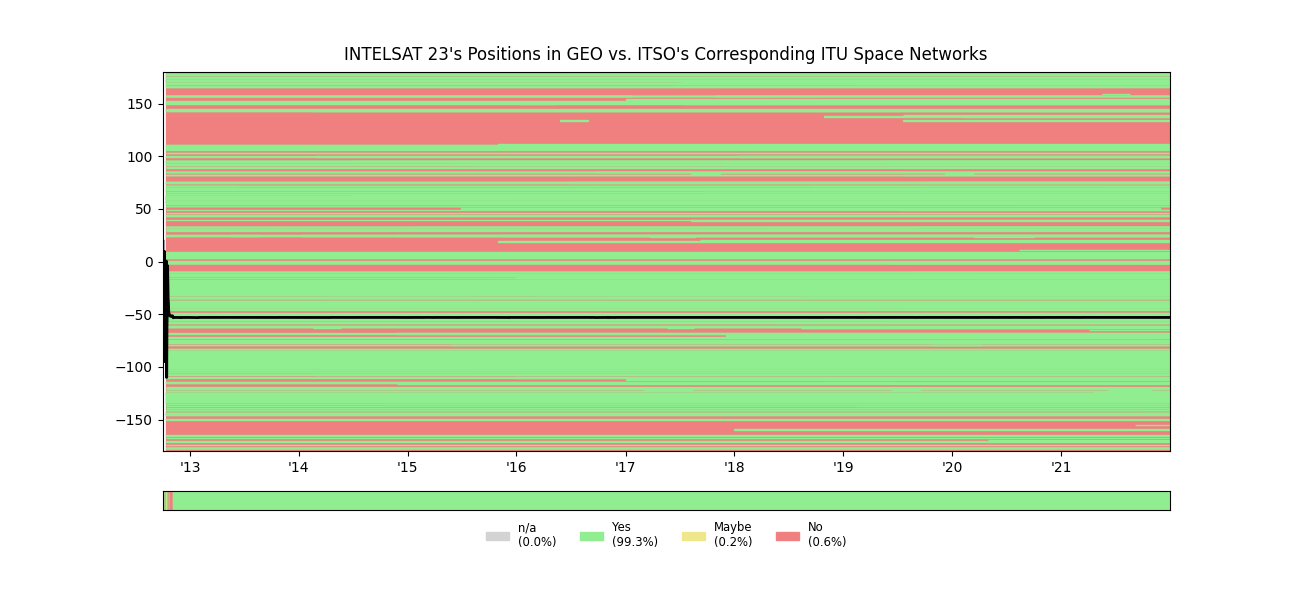 INTELSAT 23's Positions in GEO vs. ITSO's Corresponding ITU Space Networks
150
100
50
0
−50
−100
−150
'13 '14 '15 '16 '17 '18 '19 '20 '21
n/a Yes Maybe No
(0.0%) (99.3%) (0.2%) (0.6%)